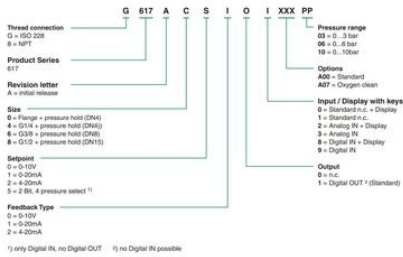 G 617 A C S I O I XXX PP
Thread connection
G = ISO 228
8 = NPT
Product Series
617
Revision letter
A = initial release
Size
0 = Flange + pressure hold (DN4)
4 = G1/4 + pressure hold (DN4)
6 = G3/8 + pressure hold (DN8)
8 = G1/2 + pressure hold (DN15)
Setpoint
0 = 0-10V
1 = 0-20mA
2 = 4-20mA
5 = 2 Bit, 4 pressure select ¹⁾
Feedback Type
0 = 0-10V
1 = 0-20mA
2 = 4-20mA
Pressure range
03 = 0...3 bar
06 = 0...6 bar
10 = 0...10bar
Options
A00 = Standard
A07 = Oxygen clean
Input / Display with keys
0 = Standard n.c. + Display
1 = Standard n.c.
2 = Analog IN + Display
3 = Analog IN
8 = Digital IN + Display
9 = Digital IN
Output
0 = n.c.
1 = Digital OUT ²⁾ (Standard)
¹⁾ only Digital IN, no Digital OUT ²⁾ no Digital IN possible